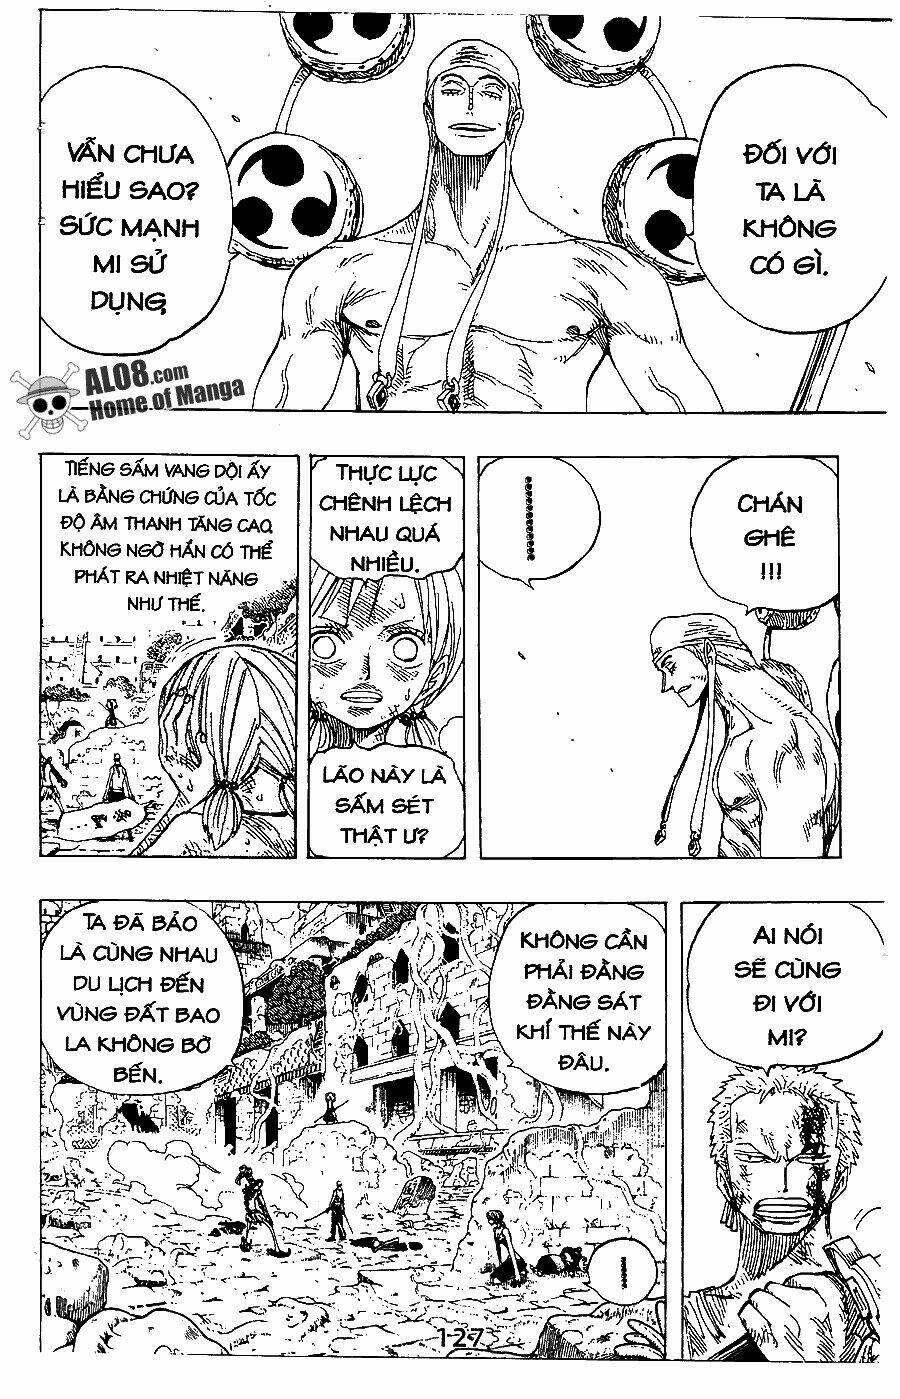 VẪN CHƯA
HIỂU SAO?
SỨC MẠNH
MI SỬ
DỤNG,
ĐỐI VỚI
TA LÀ
KHÔNG
CÓ GÌ.
ALO8.com
Home of Manga
TIẾNG SẤM VANG DỘI ẤY
LÀ BẰNG CHỨNG CỦA TỐC
ĐỘ ÂM THANH TĂNG CAO,
KHÔNG NGỜ HẮN CÓ THỂ
PHÁT RA NHIỆT NĂNG
NHƯ THẾ.
THỰC LỰC
CHÊNH LỆCH
NHAU QUÁ
NHIỀU.
LÃO NÀY LÀ
SẤM SÉT
THẬT Ư?
CHÁN
GHÊ
!!!
TA ĐÃ BẢO
LÀ CÙNG NHAU
DU LỊCH ĐẾN
VÙNG ĐẤT BAO
LA KHÔNG BỜ
BẾN.
KHÔNG CẦN
PHẢI ĐẰNG
ĐẰNG SÁT
KHÍ THẾ NÀY
ĐÂU.
AI NÓI
SẼ CÙNG
ĐI VỚI
MI?
127